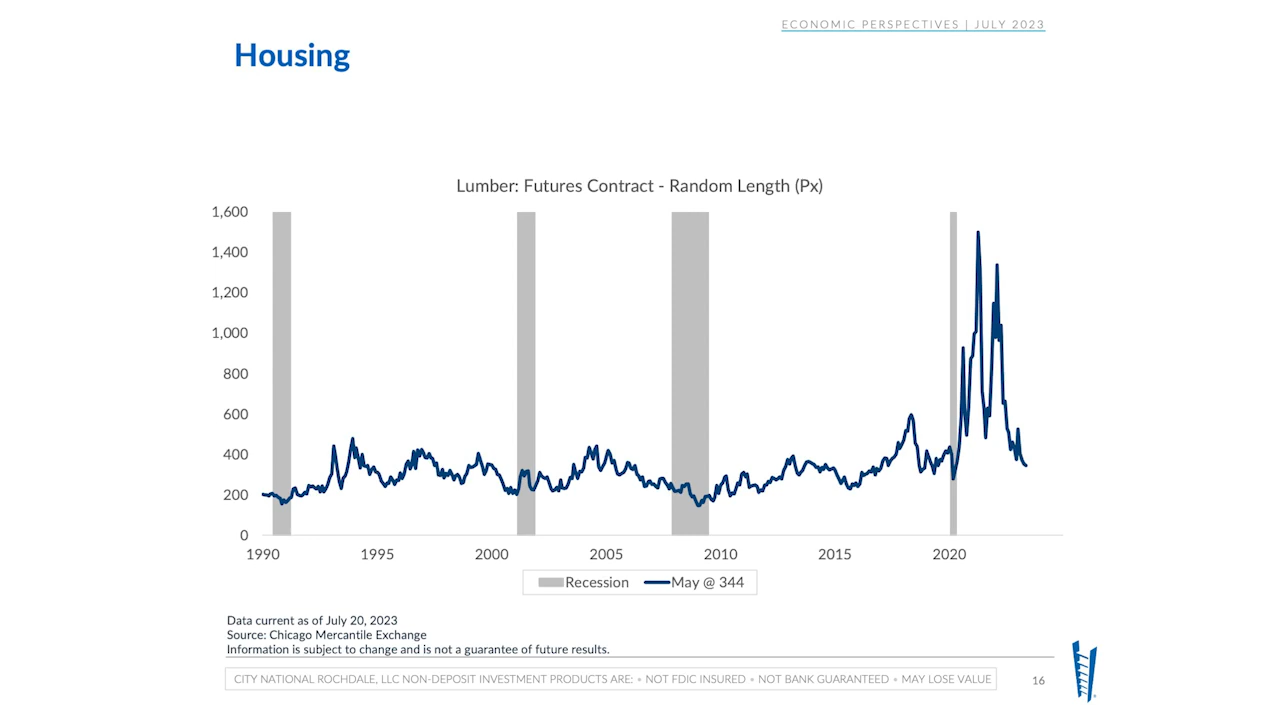 ECONOMIC PERSPECTIVES | JULY 2023
Housing
Lumber: Futures Contract - Random Length (Px)
1,600
1,400
1,200
1,000
800
600
400
200
0
1990 1995 2000 2005 2010 2015 2020
Recession May @ 344
Data current as of July 20, 2023
Source: Chicago Mercantile Exchange
Information is subject to change and is not a guarantee of future results.
CITY NATIONAL ROCHDALE, LLC NON-DEPOSIT INVESTMENT PRODUCTS ARE: • NOT FDIC INSURED • NOT BANK GUARANTEED • MAY LOSE VALUE
16